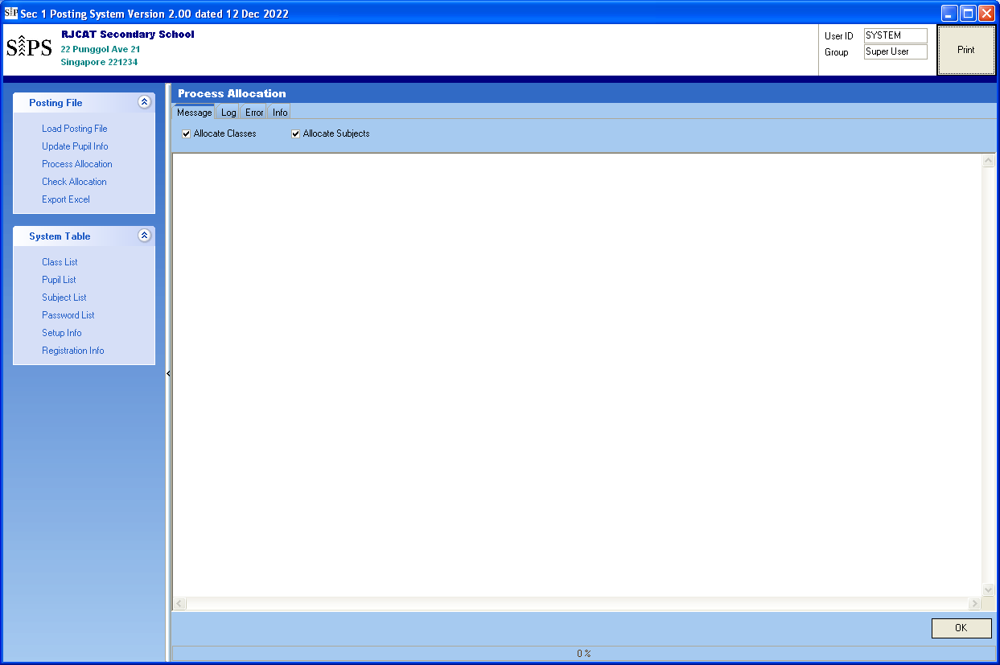 Sec 1 Posting System Version 2.00 dated 12 Dec 2022
RJCAT Secondary School
22 Punggol Ave 21
Singapore 221234
User ID SYSTEM
Group Super User
Print
Posting File
Load Posting File
Update Pupil Info
Process Allocation
Check Allocation
Export Excel
System Table
Class List
Pupil List
Subject List
Password List
Setup Info
Registration Info
Process Allocation
Message Log Error Info
Allocate Classes Allocate Subjects
OK
0 %